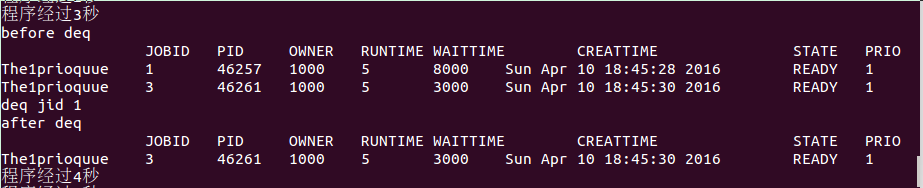 程序经过3秒
before deq
JOBID PID OWNER RUNTIME WAITTIME CREATTIME STATE PRIO
The1prioquue 1 46257 1000 5 8000 Sun Apr 10 18:45:28 2016 READY 1
The1prioquue 3 46261 1000 5 3000 Sun Apr 10 18:45:30 2016 READY 1
deq jid 1
after deq
JOBID PID OWNER RUNTIME WAITTIME CREATTIME STATE PRIO
The1prioquue 3 46261 1000 5 3000 Sun Apr 10 18:45:30 2016 READY 1
程序经过4秒